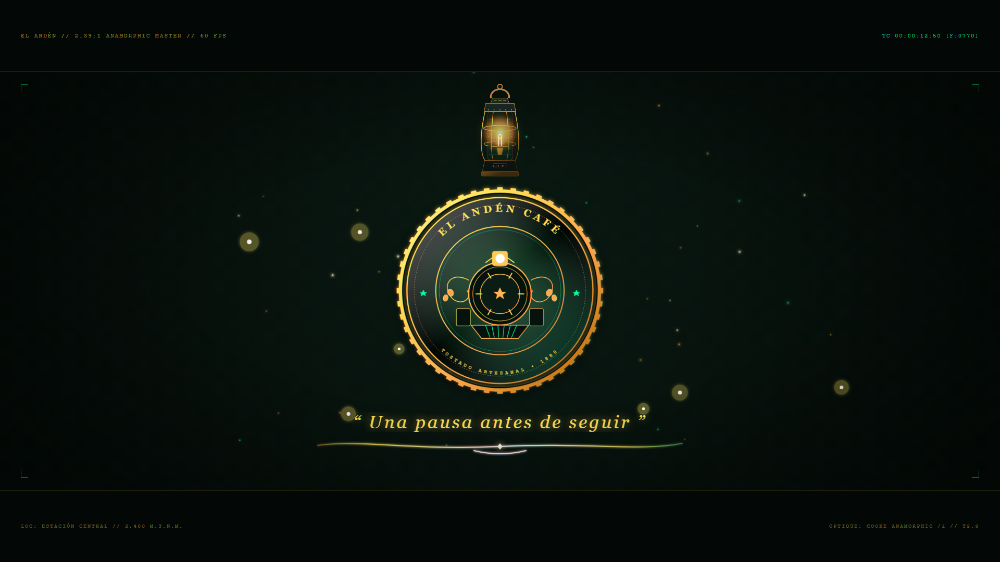 EL ANDÉN // 2.39:1 ANAMORPHIC MASTER // 60 FPS
TC 00:00:12:50 [F:0770]
EL ANDÉN CAFÉ
TOSTADO ARTESANAL • 1888
“ Una pausa antes de seguir ”
LOC: ESTACIÓN CENTRAL // 2,400 M.S.N.M.
OPTIQUE: COOKE ANAMORPHIC /i // T2.3